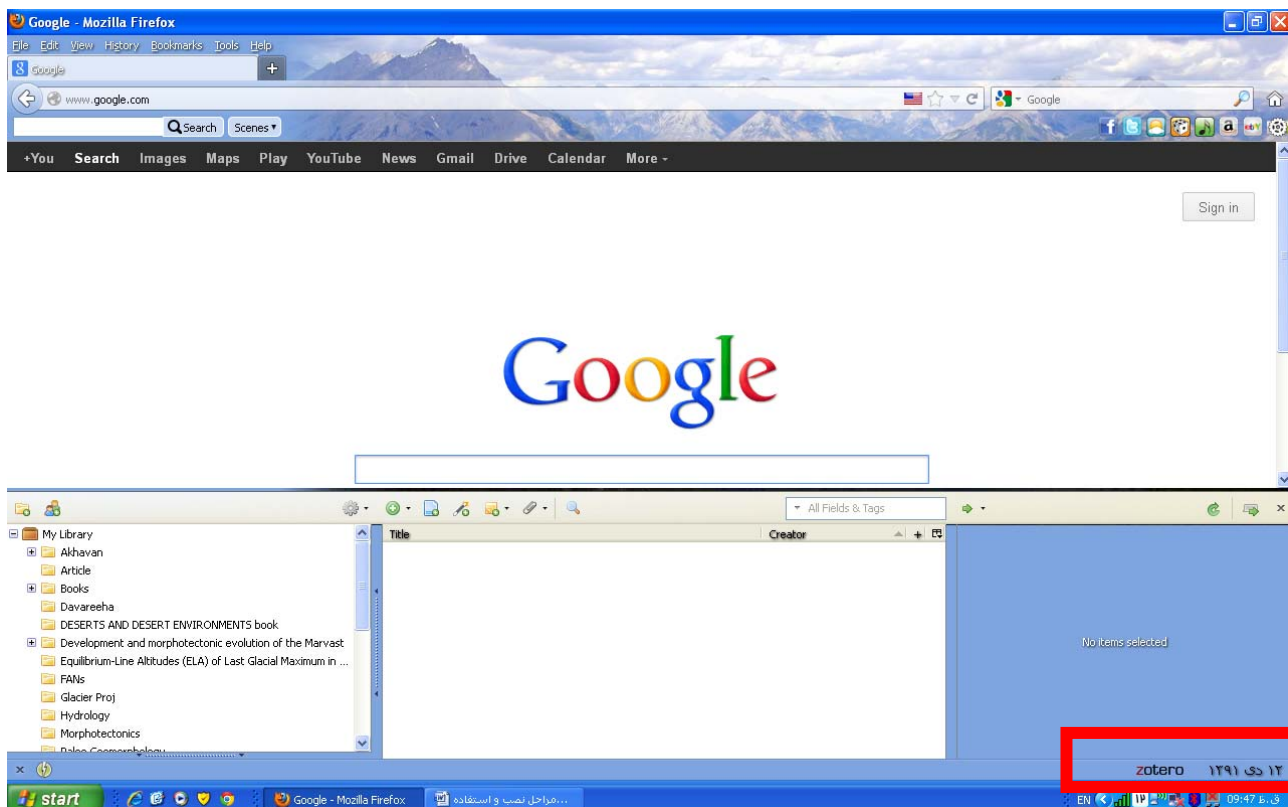 Google - Mozilla Firefox
File Edit View History Bookmarks Tools Help
Google
www.google.com
Google
Search Scenes
+You Search Images Maps Play YouTube News Gmail Drive Calendar More
Sign in
Google
All Fields & Tags
My Library
Title Creator
Akhavan
Article
Books
Davareeha
DESERTS AND DESERT ENVIRONMENTS book
Development and morphotectonic evolution of the Marvast
No items selected
Equilibrium-Line Altitudes (ELA) of Last Glacial Maximum in ...
FANs
Glacier Proj
Hydrology
Morphotectonics
zotero ۱۲ دی ۱۳۹۱
start Google - Mozilla Firefox مراحل نصب و استفاده... EN ۱۲ 09:47 ق.ظ